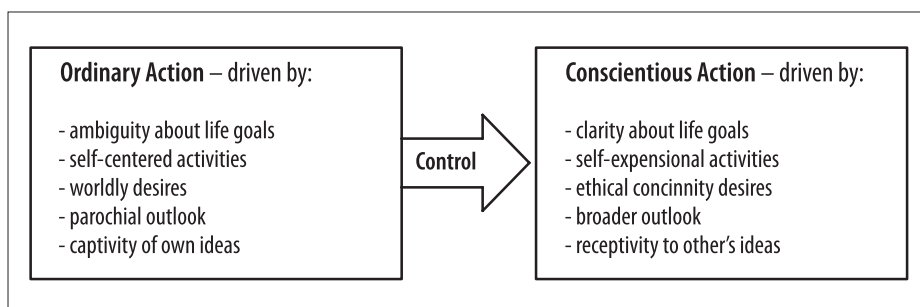 Ordinary Action – driven by:
- ambiguity about life goals
- self-centered activities
- worldly desires
- parochial outlook
- captivity of own ideas
Control
Conscientious Action – driven by:
- clarity about life goals
- self-expensional activities
- ethical concinnity desires
- broader outlook
- receptivity to other's ideas